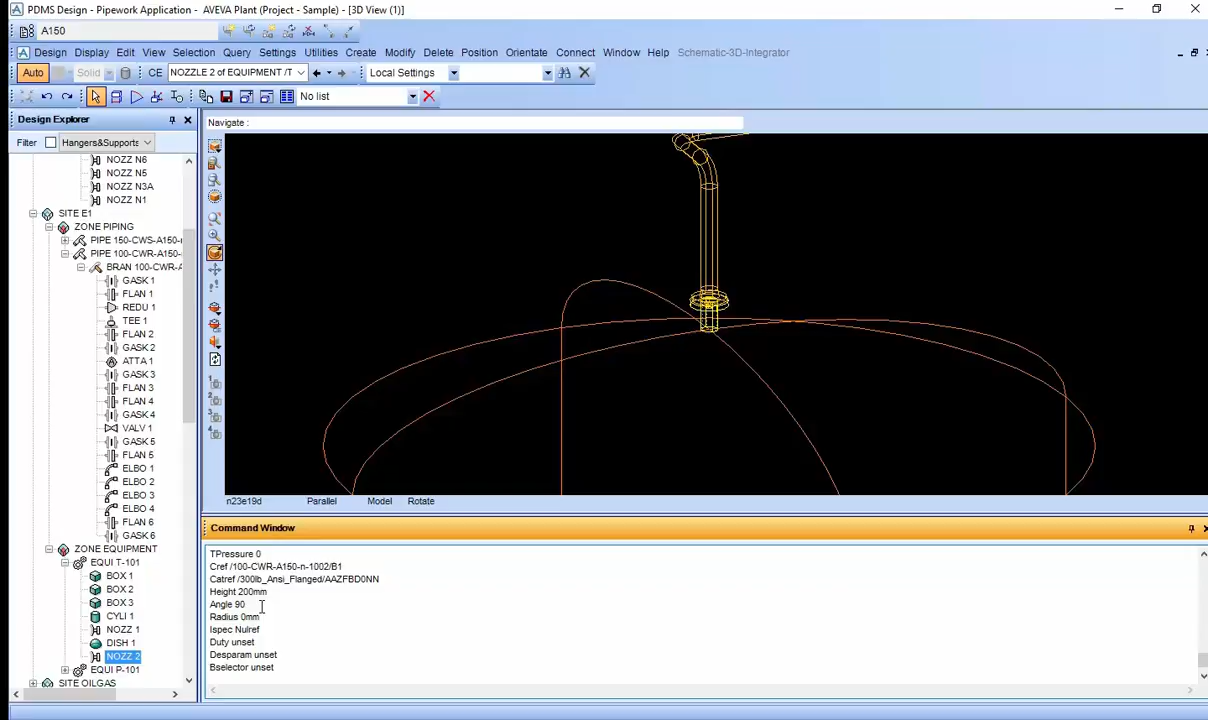 PDMS Design - Pipework Application - AVEVA Plant (Project - Sample) - [3D View (1)]
A150
Design Display Edit View Selection Query Settings Utilities Create Modify Delete Position Orientate Connect Window Help Schematic-3D-Integrator
Auto Solid CE NOZZLE 2 of EQUIPMENT /T Local Settings
No list
Design Explorer
Navigate :
Filter Hangers&Supports
NOZZ N6
NOZZ N5
NOZZ N3A
NOZZ N1
SITE E1
ZONE PIPING
PIPE 150-CWS-A150-
PIPE 100-CWR-A150-
BRAN 100-CWR-A
GASK 1
FLAN 1
REDU 1
TEE 1
FLAN 2
GASK 2
ATTA 1
GASK 3
FLAN 3
FLAN 4
GASK 4
VALV 1
GASK 5
FLAN 5
ELBO 1
ELBO 2
ELBO 3
ELBO 4
FLAN 6
GASK 6
ZONE EQUIPMENT
EQUI T-101
BOX 1
BOX 2
BOX 3
CYLI 1
NOZZ 1
DISH 1
NOZZ 2
EQUI P-101
SITE OILGAS
1
2
3
4
n23e19d Parallel Model Rotate
Command Window
TPressure 0
Cref /100-CWR-A150-n-1002/B1
Catref /300lb_Ansi_Flanged/AAZFBD0NN
Height 200mm
Angle 90
Radius 0mm
Ispec Nulref
Duty unset
Desparam unset
Bselector unset